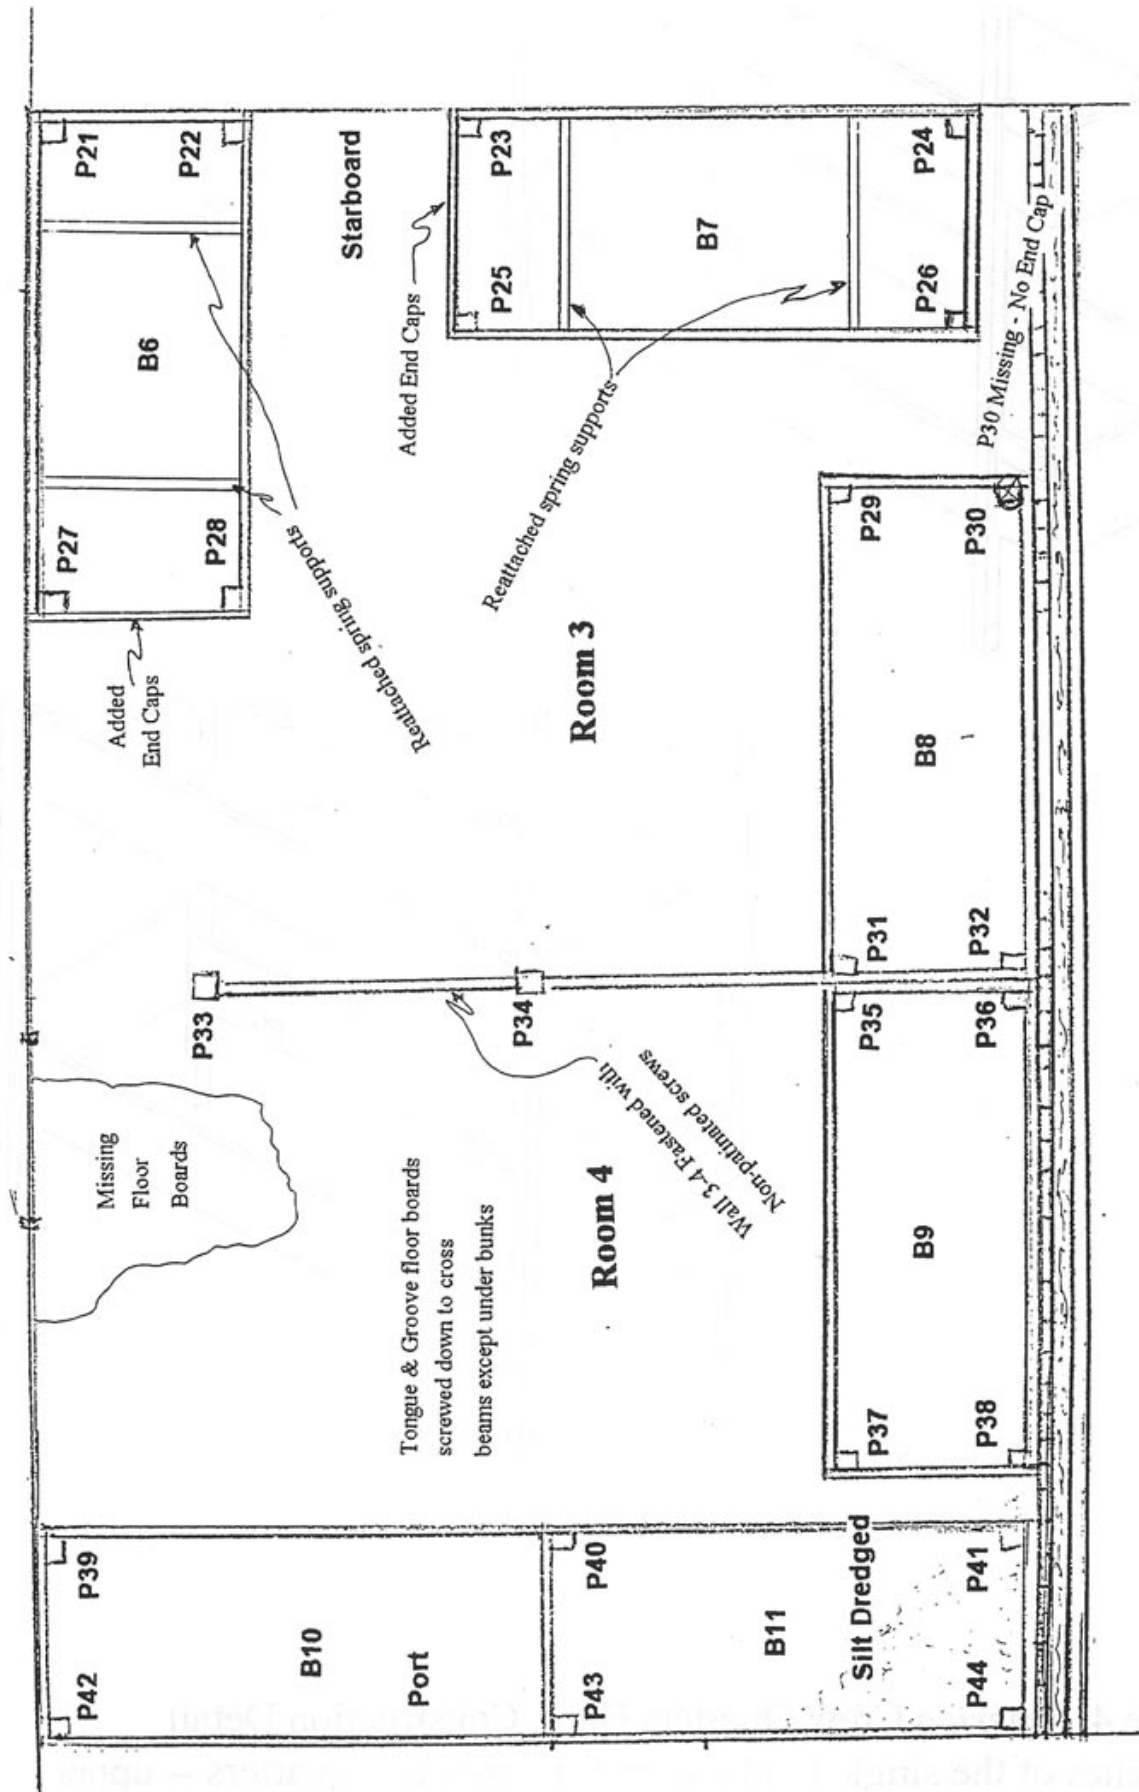 P21
P22
P27
P28
B6
Starboard
Added End Caps
P23
P24
P25
P26
B7
P30 Missing - No End Cap
Added
End Caps
Reattached spring supports
Reattached spring supports
Room 3
P29
P30
B8
P31
P32
P33
P34
P35
P36
Wall 3-4 Fastened with
Non-patinated screws
Missing
Floor
Boards
Tongue & Groove floor boards
screwed down to cross
beams except under bunks
Room 4
B9
P37
P38
P39
P42
B10
Port
P40
P43
B11
Silt Dredged
P41
P44